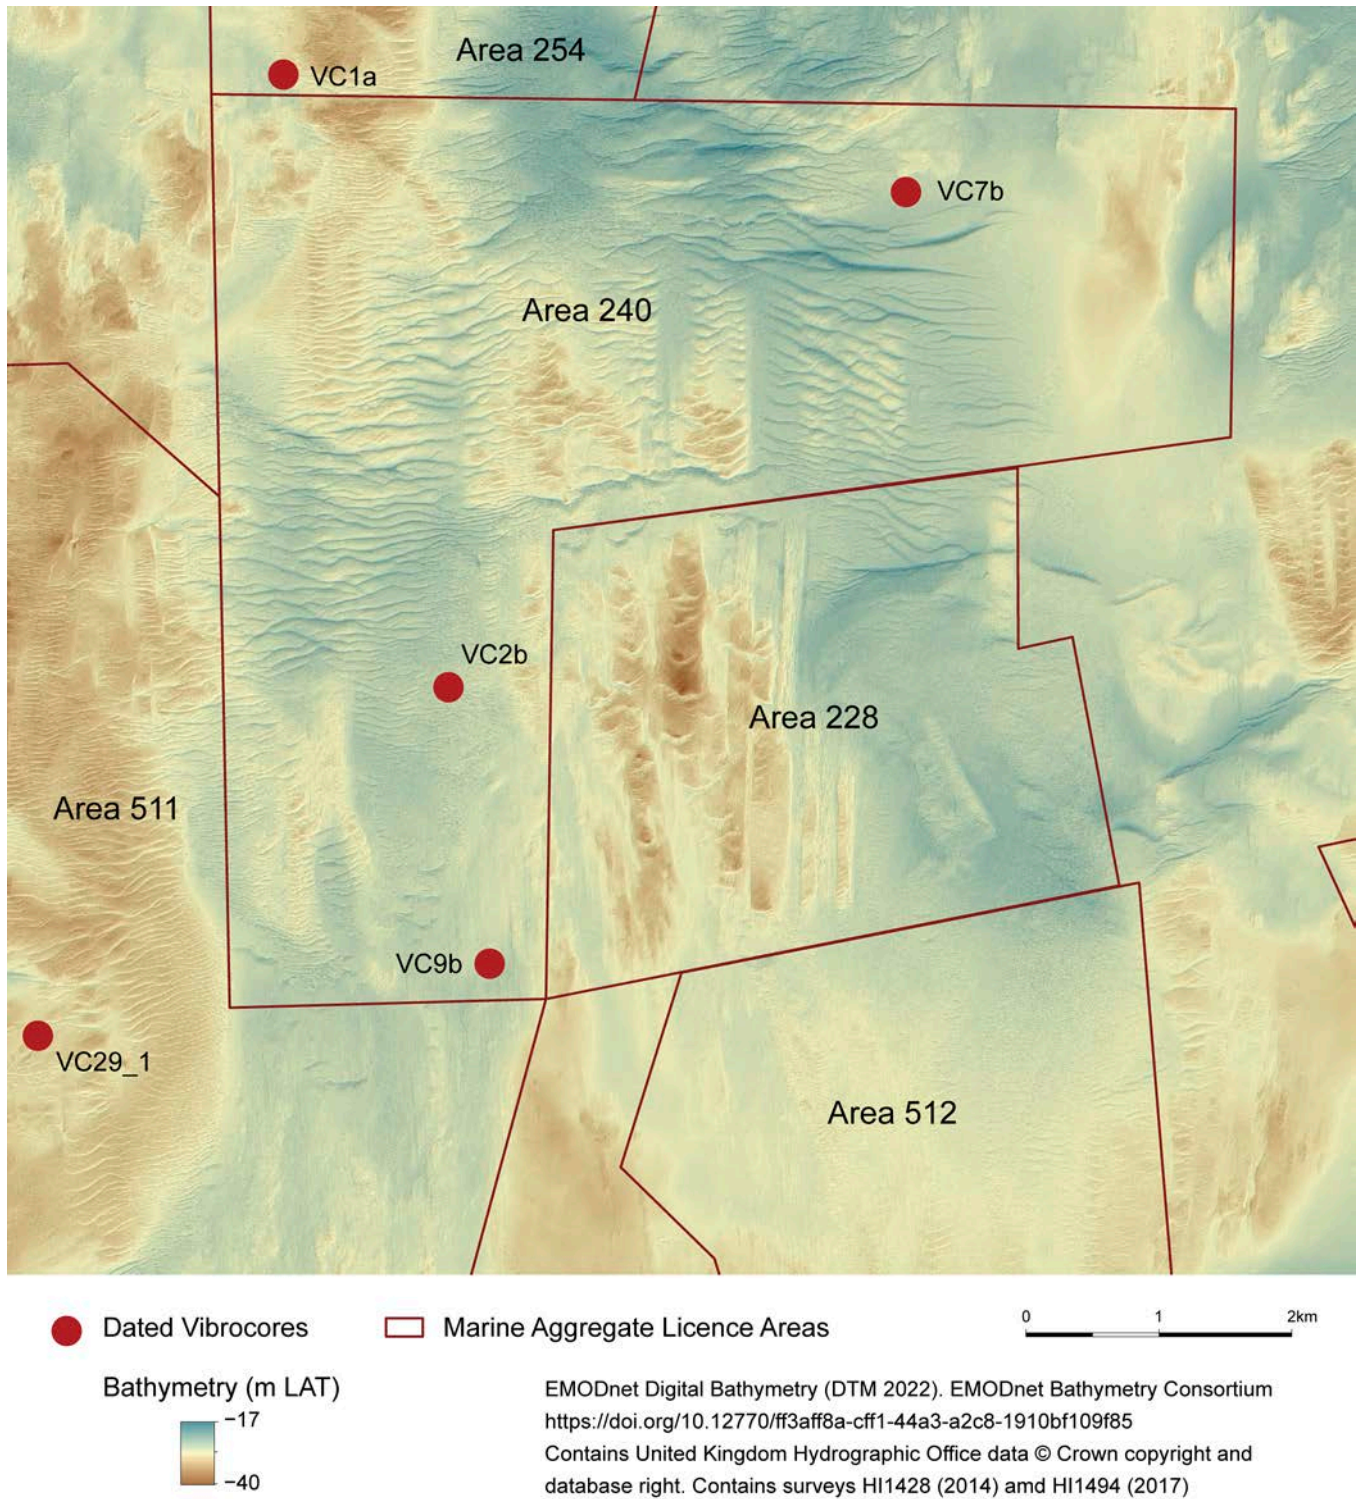 Area 254
VC1a
VC7b
Area 240
VC2b
Area 228
Area 511
VC9b
VC29_1
Area 512
Dated Vibrocores
Marine Aggregate Licence Areas
0 1 2km
Bathymetry (m LAT)
−17
−40
EMODnet Digital Bathymetry (DTM 2022). EMODnet Bathymetry Consortium
https://doi.org/10.12770/ff3aff8a-cff1-44a3-a2c8-1910bf109f85
Contains United Kingdom Hydrographic Office data © Crown copyright and
database right. Contains surveys HI1428 (2014) amd HI1494 (2017)